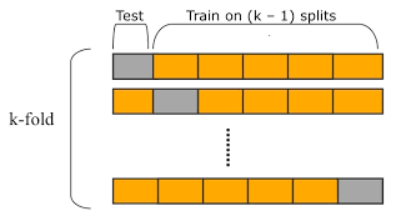 Test
Train on (k – 1) splits
k-fold